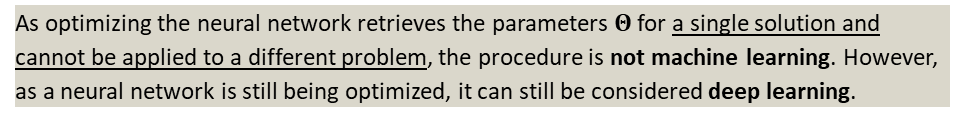 As optimizing the neural network retrieves the parameters Θ for a single solution and
cannot be applied to a different problem, the procedure is not machine learning. However,
as a neural network is still being optimized, it can still be considered deep learning.